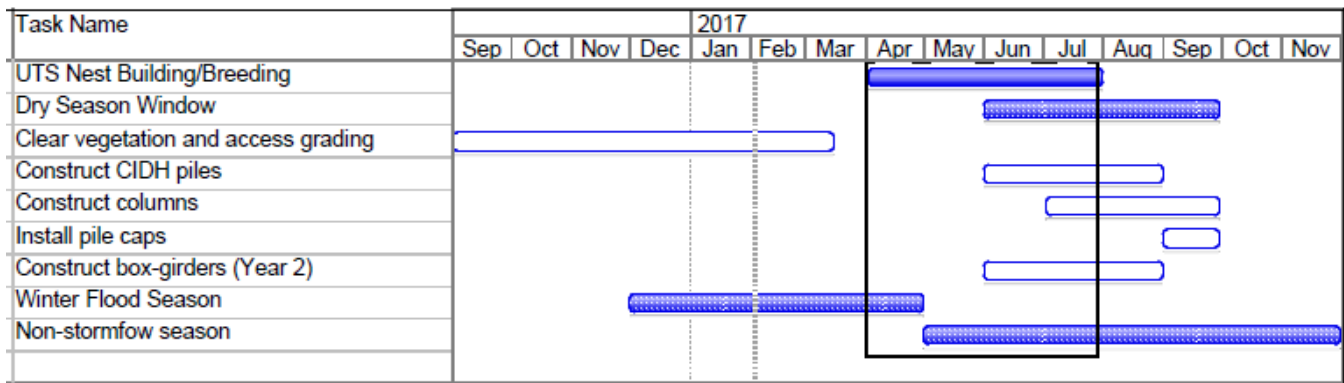 Task Name
2017
Sep Oct Nov Dec Jan Feb Mar Apr May Jun Jul Aug Sep Oct Nov
UTS Nest Building/Breeding
Dry Season Window
Clear vegetation and access grading
Construct CIDH piles
Construct columns
Install pile caps
Construct box-girders (Year 2)
Winter Flood Season
Non-stormfow season